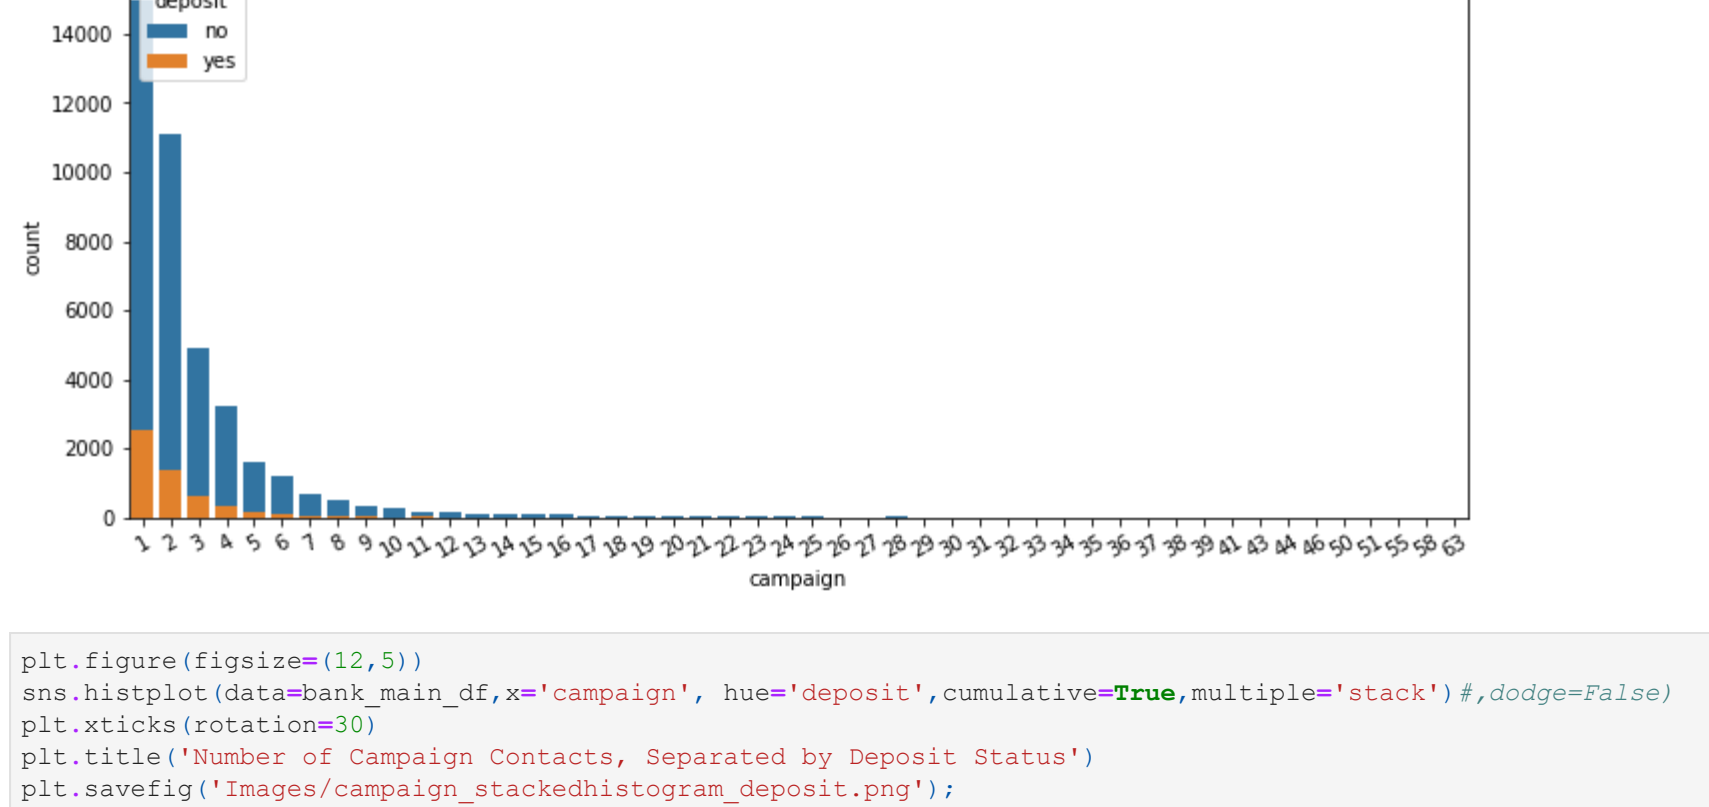 deposit
no
yes
14000
12000
10000
8000
6000
4000
2000
0
count
1 2 3 4 5 6 7 8 9 10 11 12 13 14 15 16 17 18 19 20 21 22 23 24 25 26 27 28 29 30 31 32 33 34 35 36 37 38 39 41 43 44 46 50 51 55 58 63
campaign
plt.figure(figsize=(12,5))
sns.histplot(data=bank_main_df,x='campaign', hue='deposit',cumulative=True,multiple='stack')#,dodge=False)
plt.xticks(rotation=30)
plt.title('Number of Campaign Contacts, Separated by Deposit Status')
plt.savefig('Images/campaign_stackedhistogram_deposit.png');